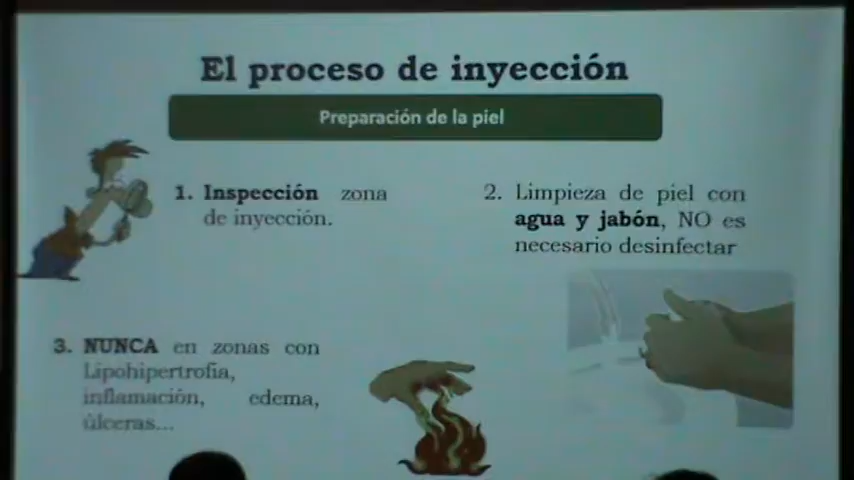 El proceso de inyección
Preparación de la piel
1. Inspección zona
de inyección.
2. Limpieza de piel con
agua y jabón, NO es
necesario desinfectar
3. NUNCA en zonas con
Lipohipertrofia,
inflamación, edema,
úlceras...